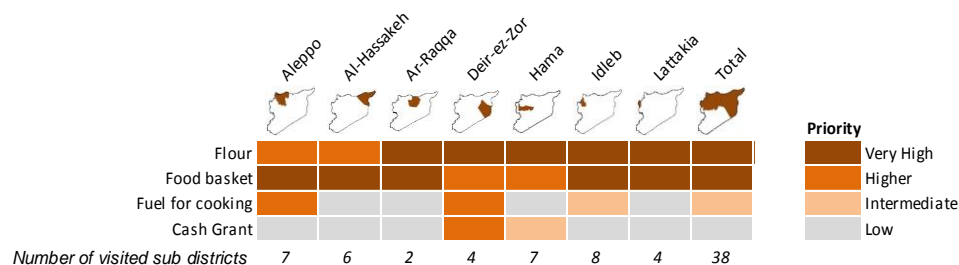 Aleppo Al-Hassakeh Ar-Raqqa Deir-ez-Zor Hama Idleb Lattakia Total
Priority
Flour Very High
Food basket Higher
Fuel for cooking Intermediate
Cash Grant Low
Number of visited sub districts 7 6 2 4 7 8 4 38